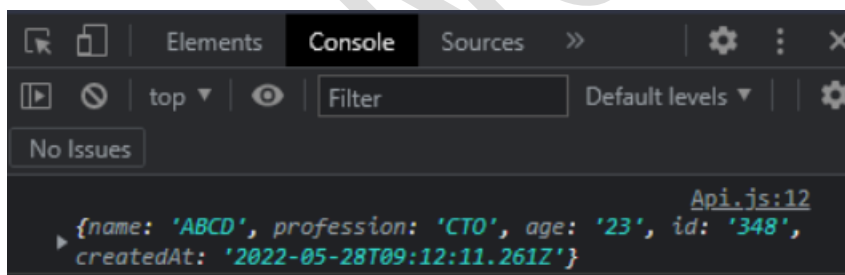 Elements Console Sources »
top ▼ Filter Default levels ▼
No Issues
Api.js:12
{name: 'ABCD', profession: 'CTO', age: '23', id: '348',
createdAt: '2022-05-28T09:12:11.261Z'}